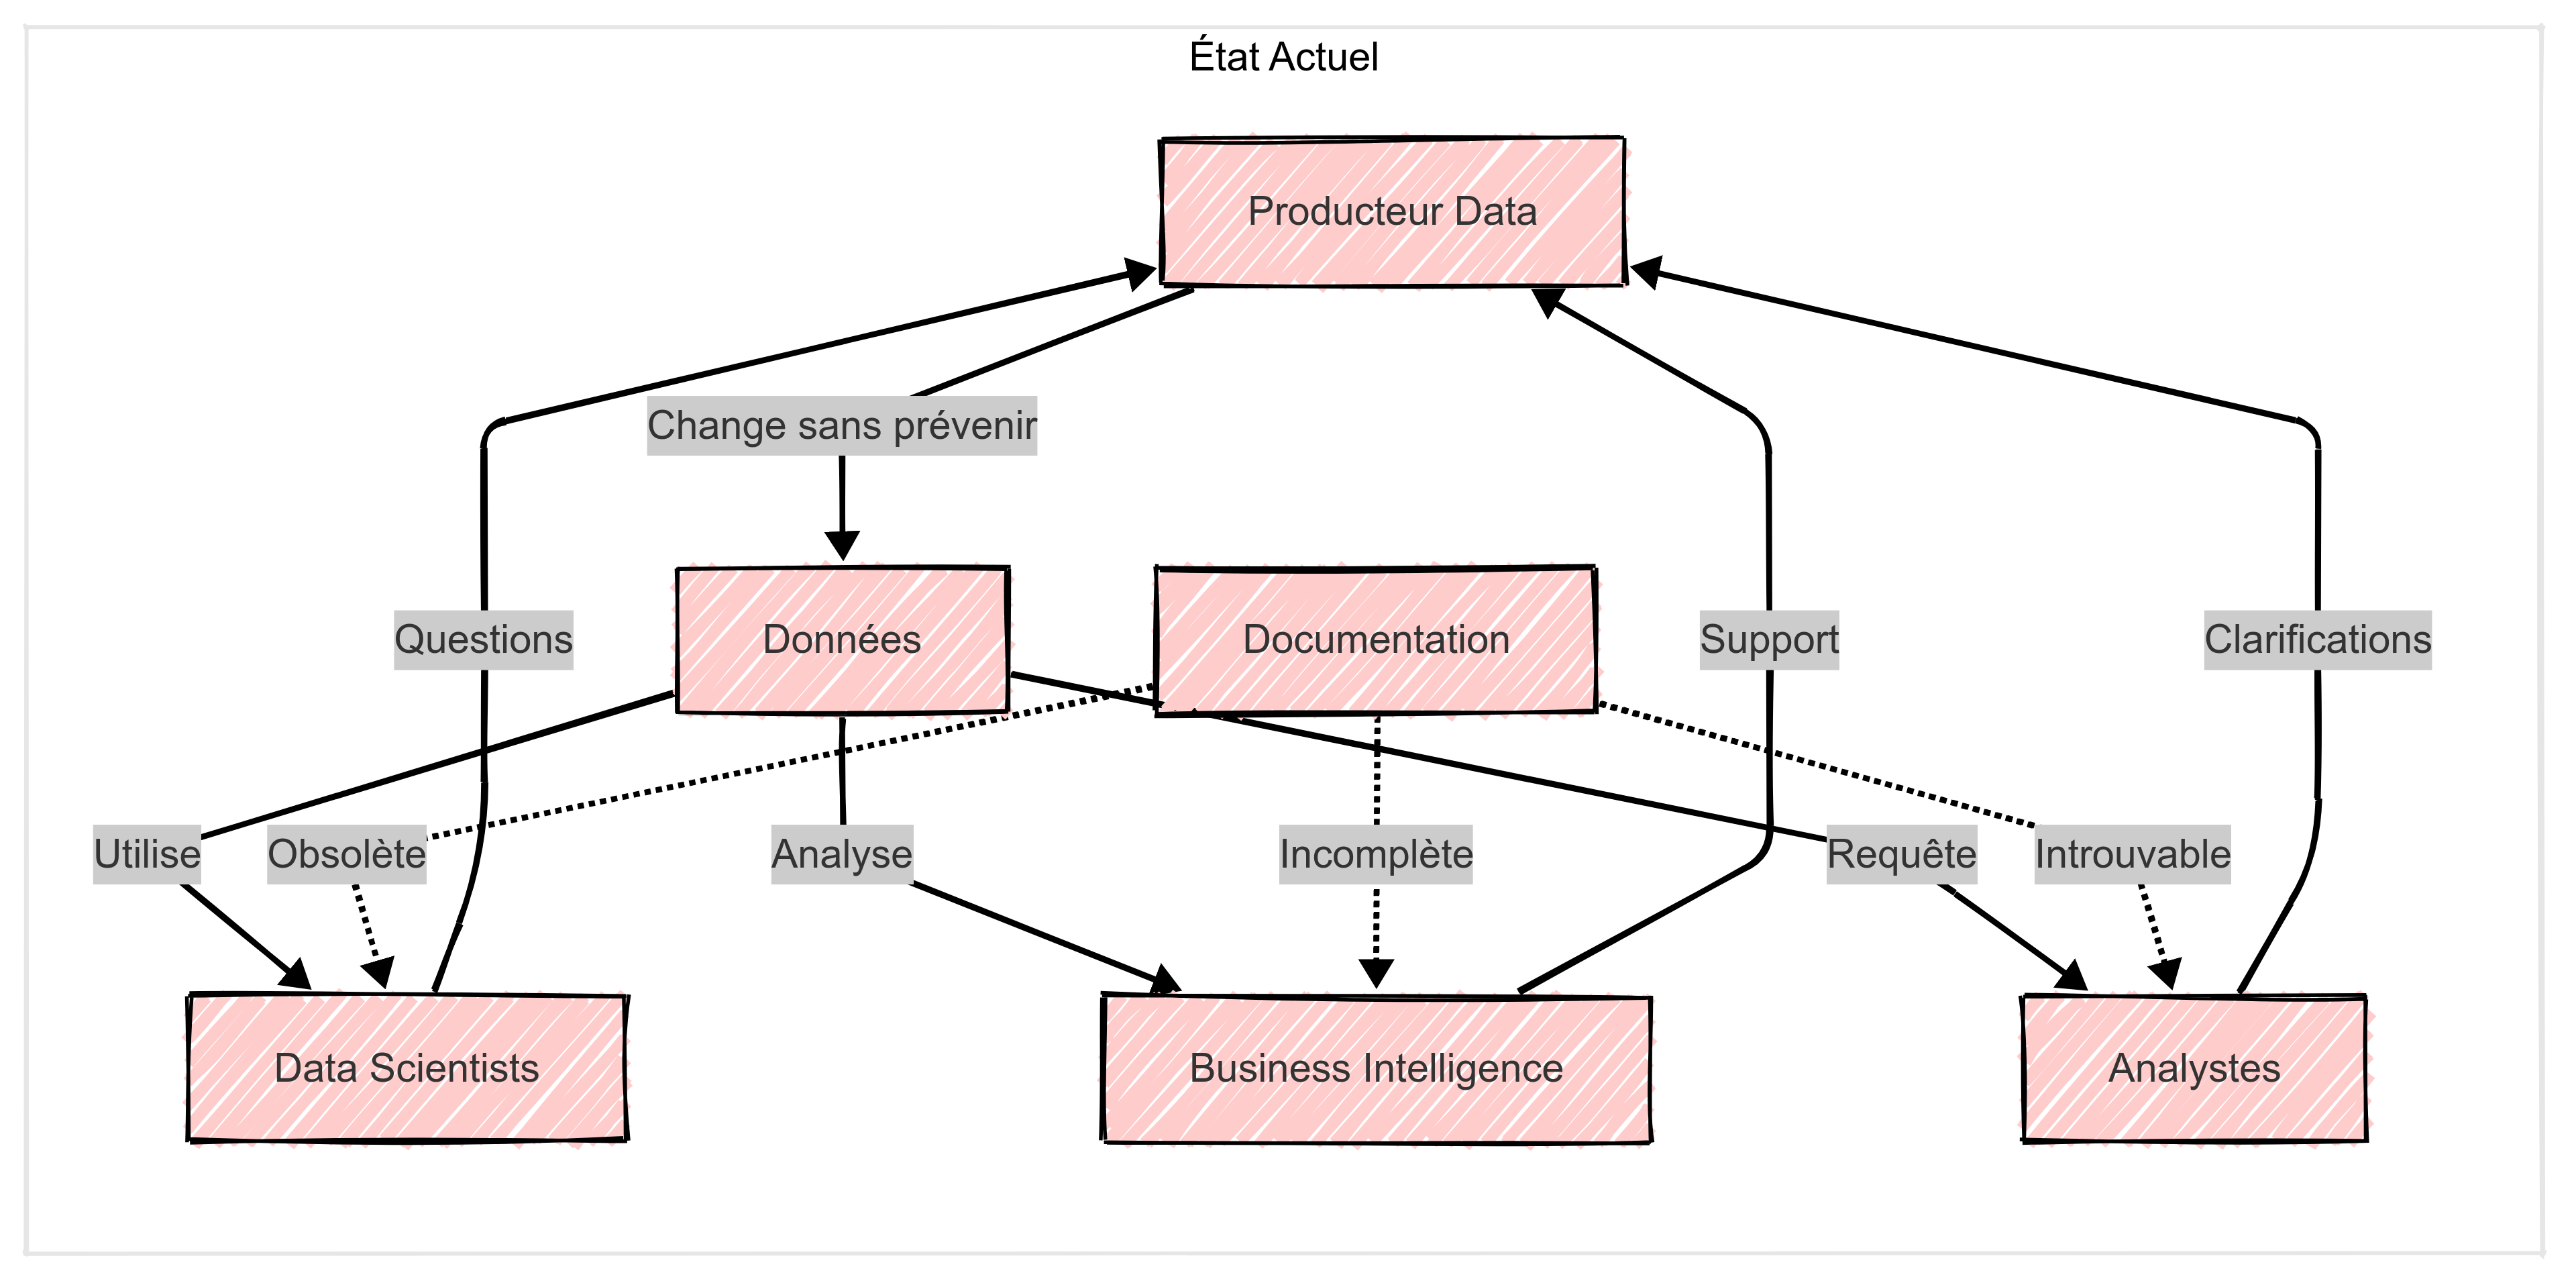 État Actuel
Producteur Data
Change sans prévenir
Questions
Données
Documentation
Support
Clarifications
Utilise
Obsolète
Analyse
Incomplète
Requête
Introuvable
Data Scientists
Business Intelligence
Analystes